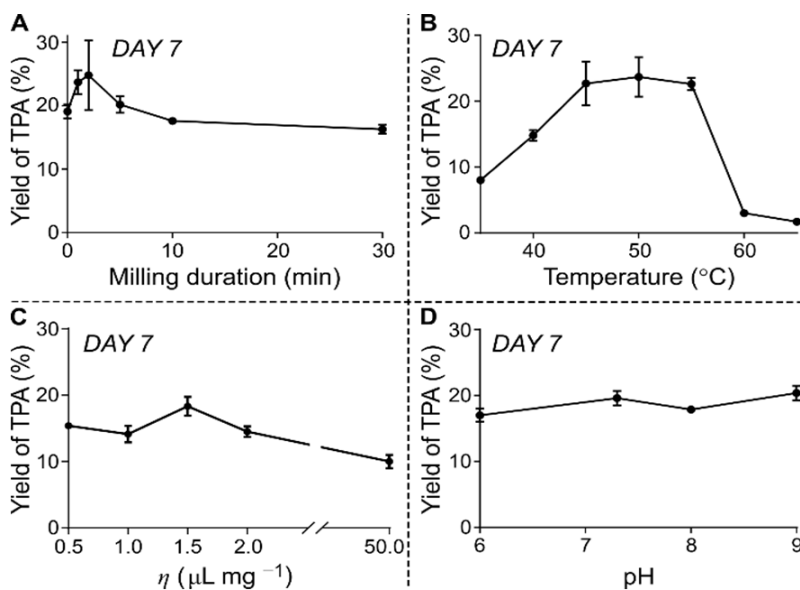 A
DAY 7
Yield of TPA (%)
30
20
10
0
0 10 20 30
Milling duration (min)
B
DAY 7
Yield of TPA (%)
30
20
10
0
40 50 60
Temperature (°C)
C
DAY 7
Yield of TPA (%)
30
20
10
0
0.5 1.0 1.5 2.0 50.0
η (μL mg −1)
D
DAY 7
Yield of TPA (%)
30
20
10
0
6 7 8 9
pH